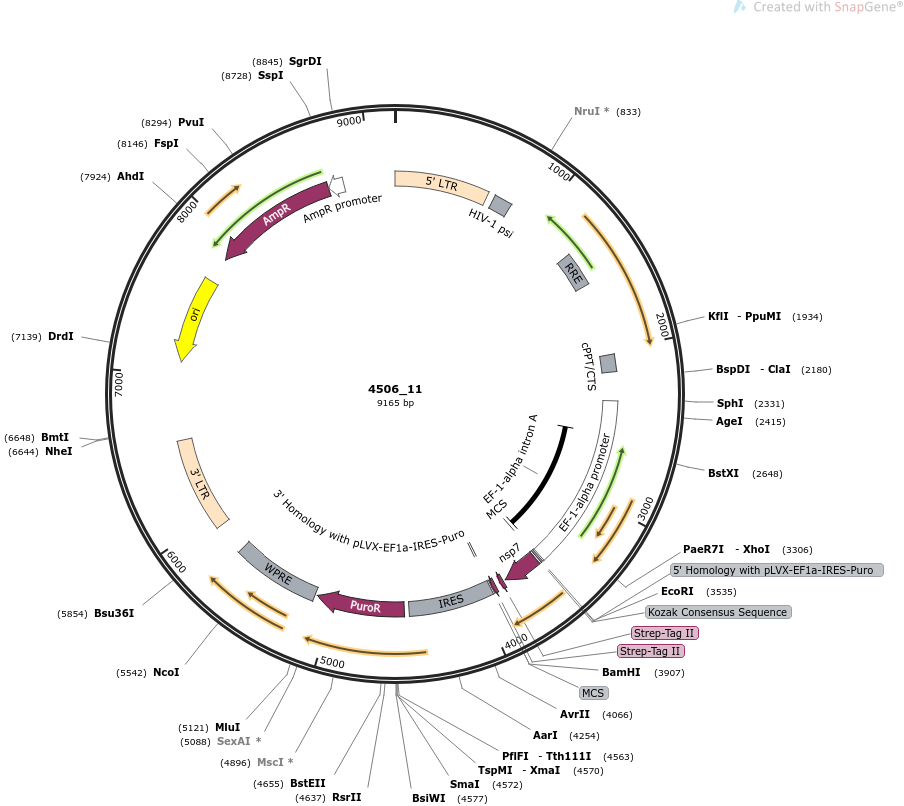 Created with SnapGene®
(8845) SgrDI
(8728) SspI
(8294) PvuI
(8146) FspI
(7924) AhdI
NruI * (833)
9000
1000
8000
5' LTR
HIV-1 psi
AmpR
AmpR promoter
RRE
ori
2000
KflI - PpuMI (1934)
(7139) DrdI
cPPT/CTS
BspDI - ClaI (2180)
7000
4506_11
9165 bp
SphI (2331)
AgeI (2415)
(6648) BmtI
(6644) NheI
EF-1-alpha intron A
EF-1-alpha promoter
BstXI (2648)
3' LTR
MCS
3' Homology with pLVX-EF1a-IRES-Puro
3000
nsp7
6000
WPRE
PuroR
IRES
PaeR7I - XhoI (3306)
5' Homology with pLVX-EF1a-IRES-Puro
EcoRI (3535)
Kozak Consensus Sequence
Strep-Tag II
Strep-Tag II
4000
5000
(5854) Bsu36I
(5542) NcoI
BamHI (3907)
MCS
AvrII (4066)
AarI (4254)
(5121) MluI
(5088) SexAI *
(4896) MscI *
(4655) BstEII
(4637) RsrII
PflFI - Tth111I (4563)
TspMI - XmaI (4570)
SmaI (4572)
BsiWI (4577)